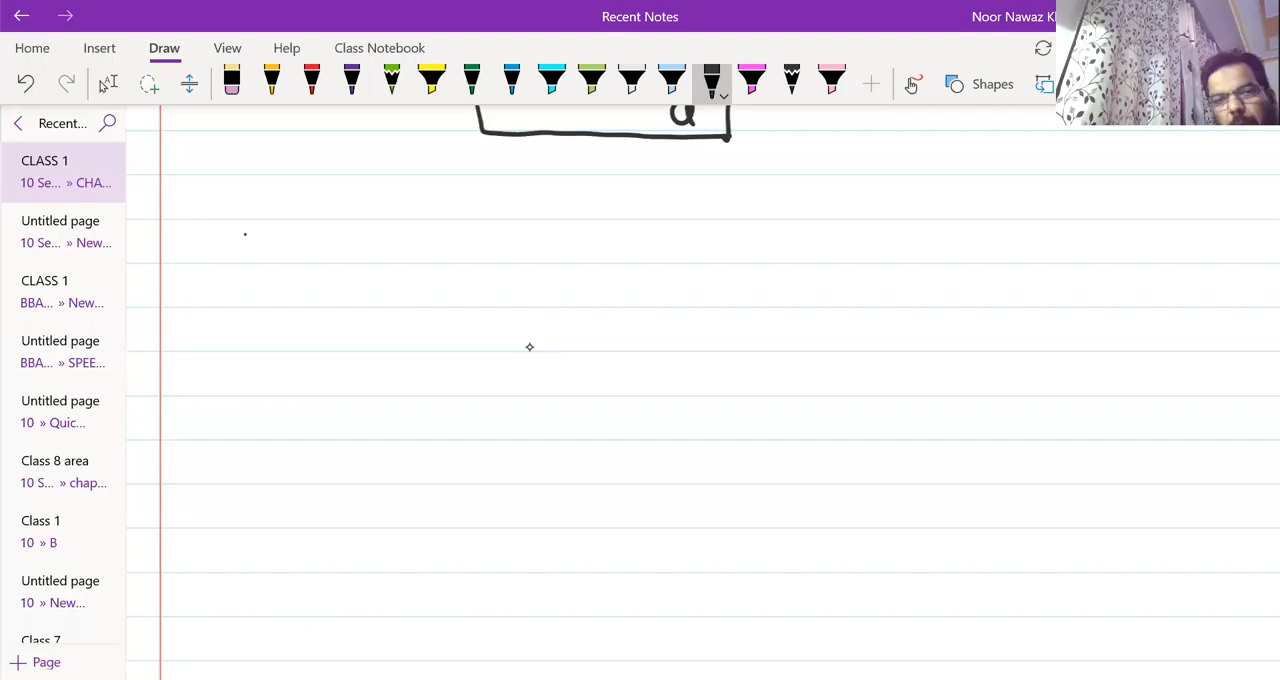 Recent Notes
Noor Nawaz
Home Insert Draw View Help Class Notebook
Shapes
Recent...
CLASS 1
10 Se... » CHA...
Untitled page
10 Se... » New...
CLASS 1
BBA... » New...
Untitled page
BBA... » SPEE...
Untitled page
10 » Quic...
Class 8 area
10 S... » chap...
Class 1
10 » B
Untitled page
10 » New...
Class 7
Page